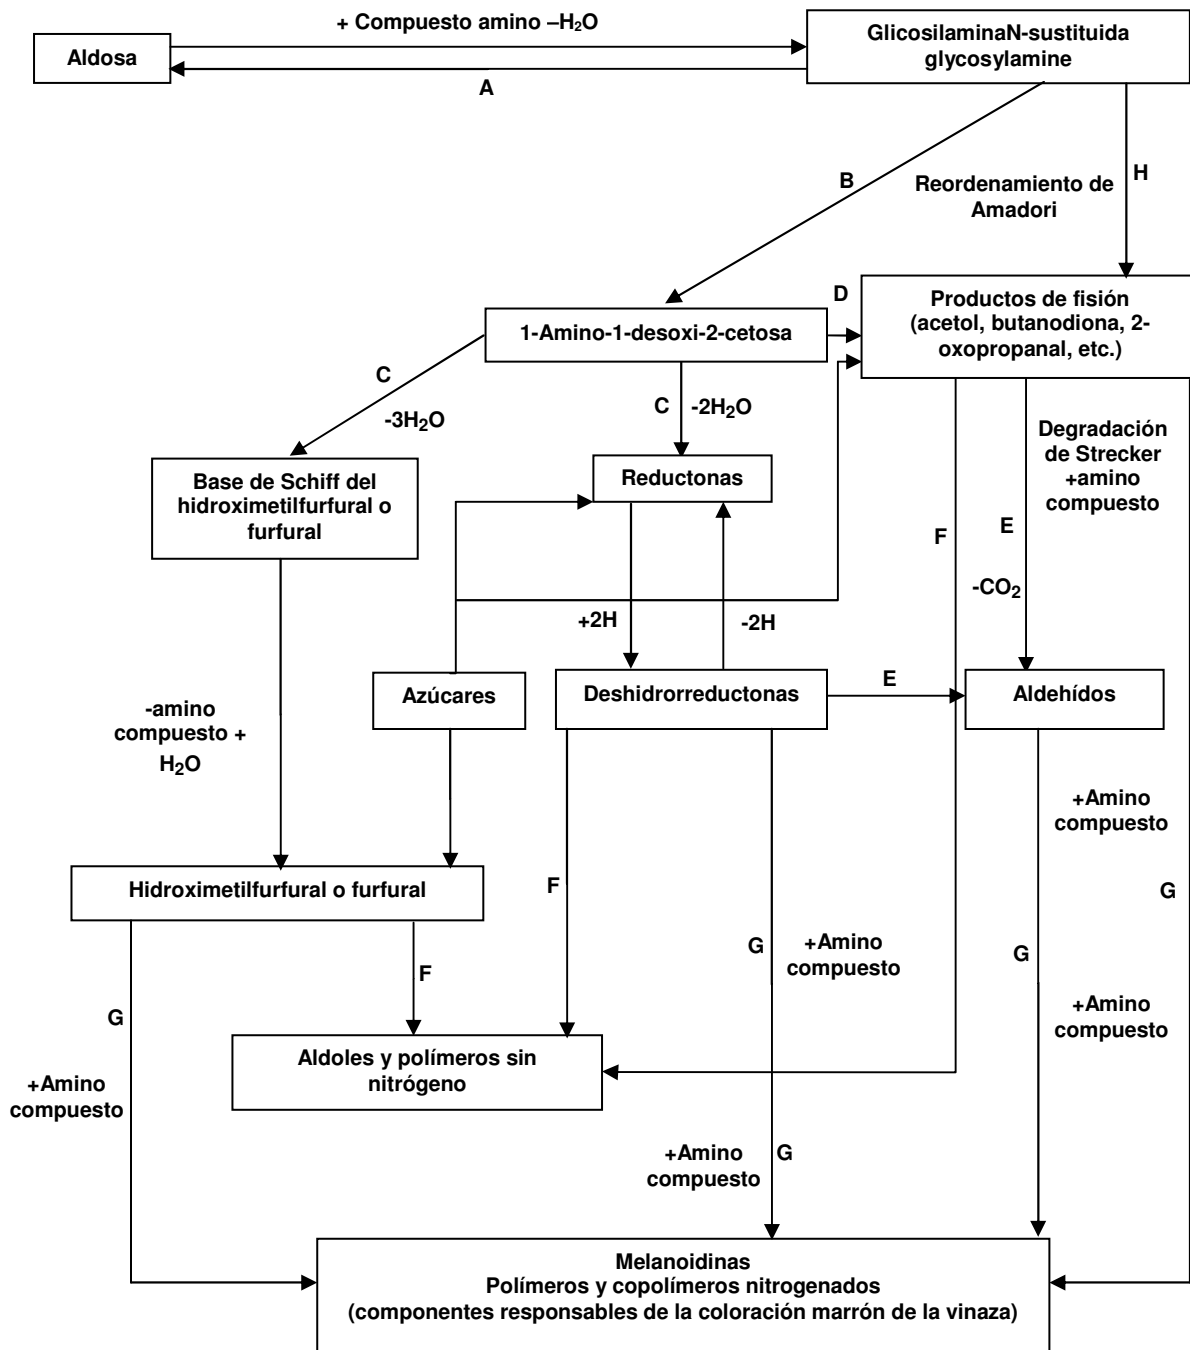 + Compuesto amino –H₂O
Aldosa
A
GlicosilaminaN-sustituida
glycosylamine
B
Reordenamiento de
Amadori
H
D
1-Amino-1-desoxi-2-cetosa
Productos de fisión
(acetol, butanodiona, 2-
oxopropanal, etc.)
C
-3H₂O
C
-2H₂O
Base de Schiff del
hidroximetilfurfural o
furfural
Reductonas
Degradación
de Strecker
+amino
compuesto
F
E
-CO₂
+2H
-2H
Azúcares
Deshidrorreductonas
E
Aldehídos
-amino
compuesto +
H₂O
+Amino
compuesto
Hidroximetilfurfural o furfural
F
G
G
+Amino
compuesto
G
F
G
+Amino
compuesto
Aldoles y polímeros sin
nitrógeno
+Amino
compuesto
+Amino
compuesto
G
Melanoidinas
Polímeros y copolímeros nitrogenados
(componentes responsables de la coloración marrón de la vinaza)